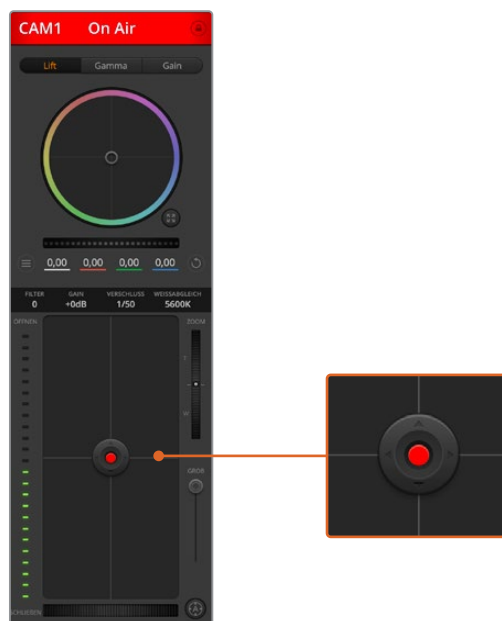 CAM1 On Air
Lift Gamma Gain
0,00 0,00 0,00 0,00
FILTER GAIN VERSCHLUSS WEISSABGLEICH
0 +0dB 1/50 5600K
ÖFFNEN ZOOM
T
W
GROB
SCHLIEßEN